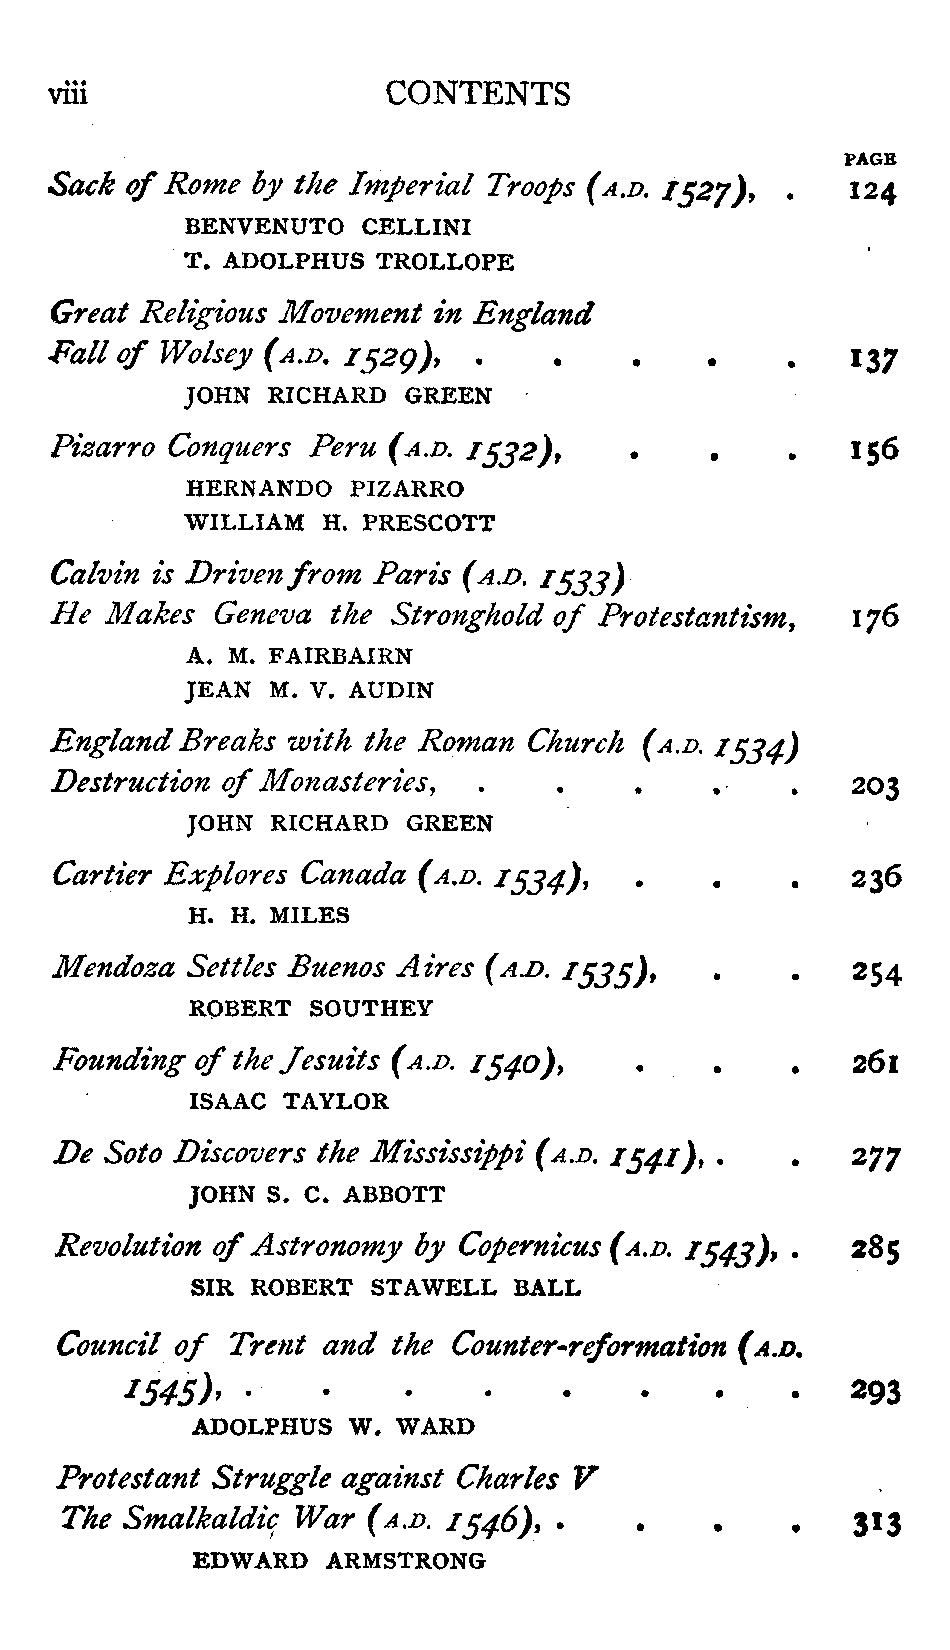 viii CONTENTS
PAGE
Sack of Rome by the Imperial Troops (A.D. 1527), . 124
BENVENUTO CELLINI
T. ADOLPHUS TROLLOPE
Great Religious Movement in England
Fall of Wolsey (A.D. 1529), . . . . . 137
JOHN RICHARD GREEN
Pizarro Conquers Peru (A.D. 1532), . . . 156
HERNANDO PIZARRO
WILLIAM H. PRESCOTT
Calvin is Driven from Paris (A.D. 1533)
He Makes Geneva the Stronghold of Protestantism, 176
A. M. FAIRBAIRN
JEAN M. V. AUDIN
England Breaks with the Roman Church (A.D. 1534)
Destruction of Monasteries, . . . . . 203
JOHN RICHARD GREEN
Cartier Explores Canada (A.D. 1534), . . . 236
H. H. MILES
Mendoza Settles Buenos Aires (A.D. 1535), . . 254
ROBERT SOUTHEY
Founding of the Jesuits (A.D. 1540), . . . 261
ISAAC TAYLOR
De Soto Discovers the Mississippi (A.D. 1541), . . 277
JOHN S. C. ABBOTT
Revolution of Astronomy by Copernicus (A.D. 1543), . 285
SIR ROBERT STAWELL BALL
Council of Trent and the Counter-reformation (A.D.
1545), . . . . . . . . 293
ADOLPHUS W. WARD
Protestant Struggle against Charles V
The Smalkaldic War (A.D. 1546), . . . . 313
EDWARD ARMSTRONG